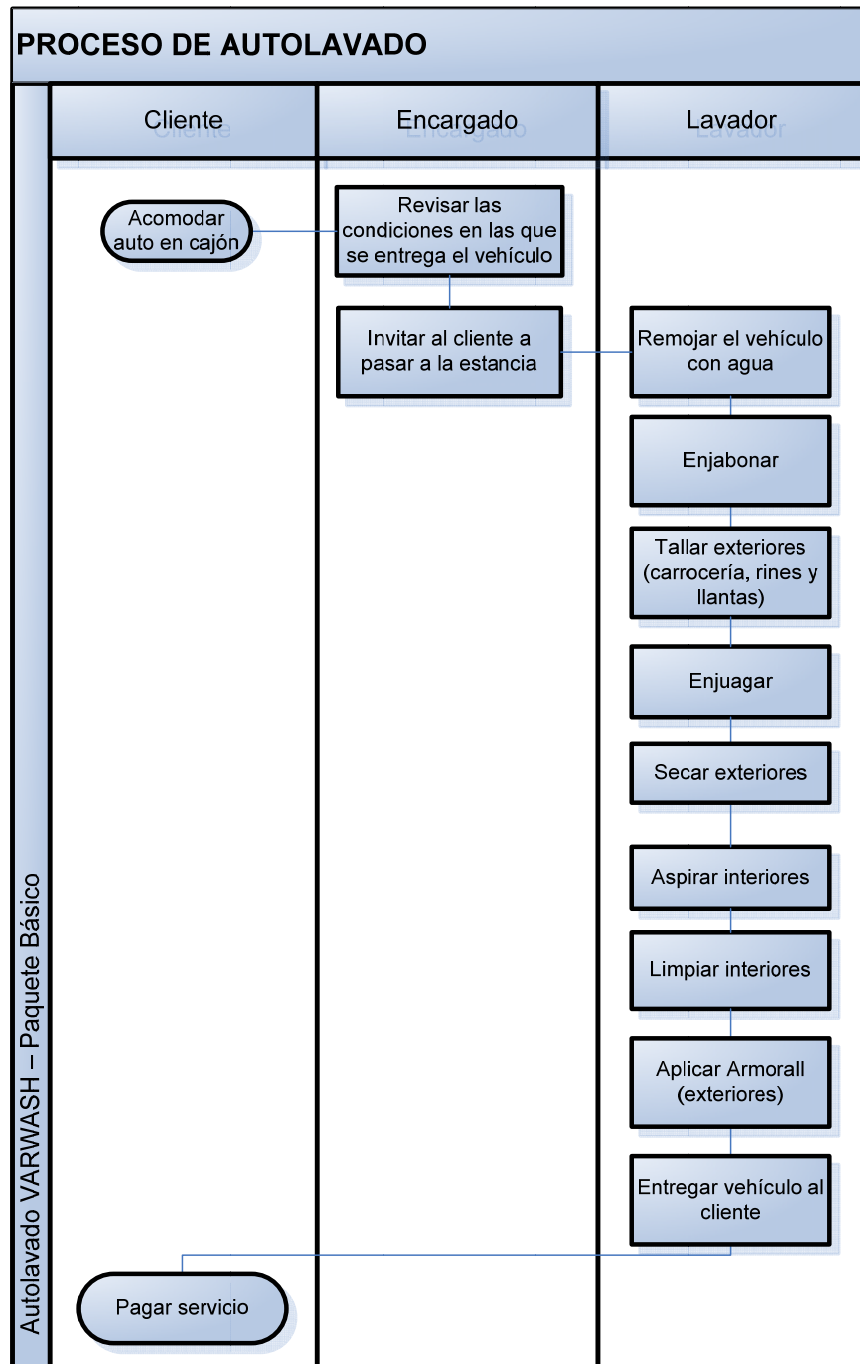 PROCESO DE AUTOLAVADO
Cliente
Encargado
Lavador
Acomodar
auto en cajón
Revisar las
condiciones en las que
se entrega el vehículo
Invitar al cliente a
pasar a la estancia
Remojar el vehículo
con agua
Enjabonar
Tallar exteriores
(carrocería, rines y
llantas)
Enjuagar
Secar exteriores
Aspirar interiores
Limpiar interiores
Aplicar Armorall
(exteriores)
Entregar vehículo al
cliente
Pagar servicio
Autolavado VARWASH – Paquete Básico